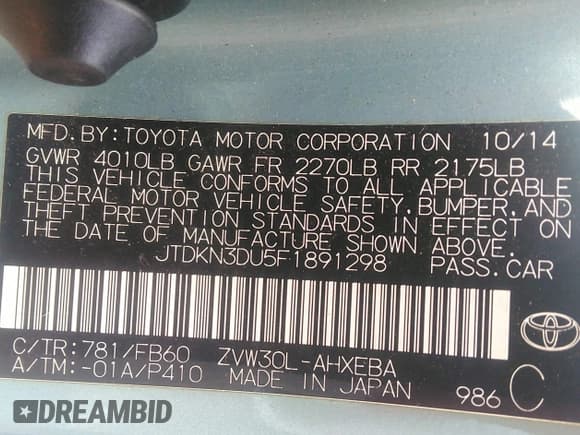 MFD.BY:TOYOTA MOTOR CORPORATION 10/14
GVWR 4010LB GAWR FR 2270LB RR 2175LB
THIS VEHICLE CONFORMS TO ALL APPLICABLE
FEDERAL MOTOR VEHICLE SAFETY,BUMPER,AND
THEFT PREVENTION STANDARDS IN EFFECT ON
THE DATE OF MANUFACTURE SHOWN ABOVE.
JTDKN3DU5F1891298 PASS.CAR
C/TR:781/FB60 ZVW30L-AHXEBA
A/TM:-01A/P410 MADE IN JAPAN 986 C
DREAMBID